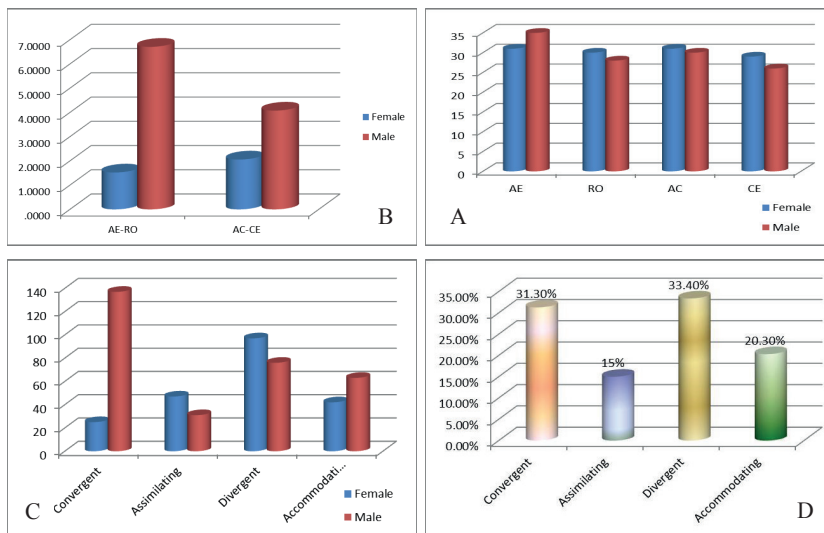 7.0000
6.0000
5.0000
4.0000
3.0000
2.0000
1.0000
.0000
AE-RO
AC-CE
Female
Male
B
35
30
25
20
15
10
5
0
AE
RO
AC
CE
Female
Male
A
140
120
100
80
60
40
20
0
Convergent
Assimilating
Divergent
Accommodati...
Female
Male
C
35.00%
30.00%
25.00%
20.00%
15.00%
10.00%
5.00%
0.00%
31.30%
15%
33.40%
20.30%
Convergent
Assimilating
Divergent
Accommodating
D